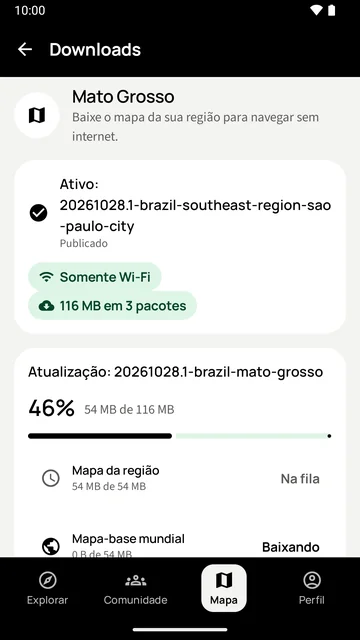 10:00
Downloads
Mato Grosso
Baixe o mapa da sua região para navegar sem
internet.
Ativo:
20261028.1-brazil-southeast-region-sao
-paulo-city
Publicado
Somente Wi-Fi
116 MB em 3 pacotes
Atualização: 20261028.1-brazil-mato-grosso
46% 54 MB de 116 MB
Mapa da região
54 MB de 54 MB
Na fila
Mapa-base mundial
0 B de 54 MB
Baixando
Explorar
Comunidade
Mapa
Perfil